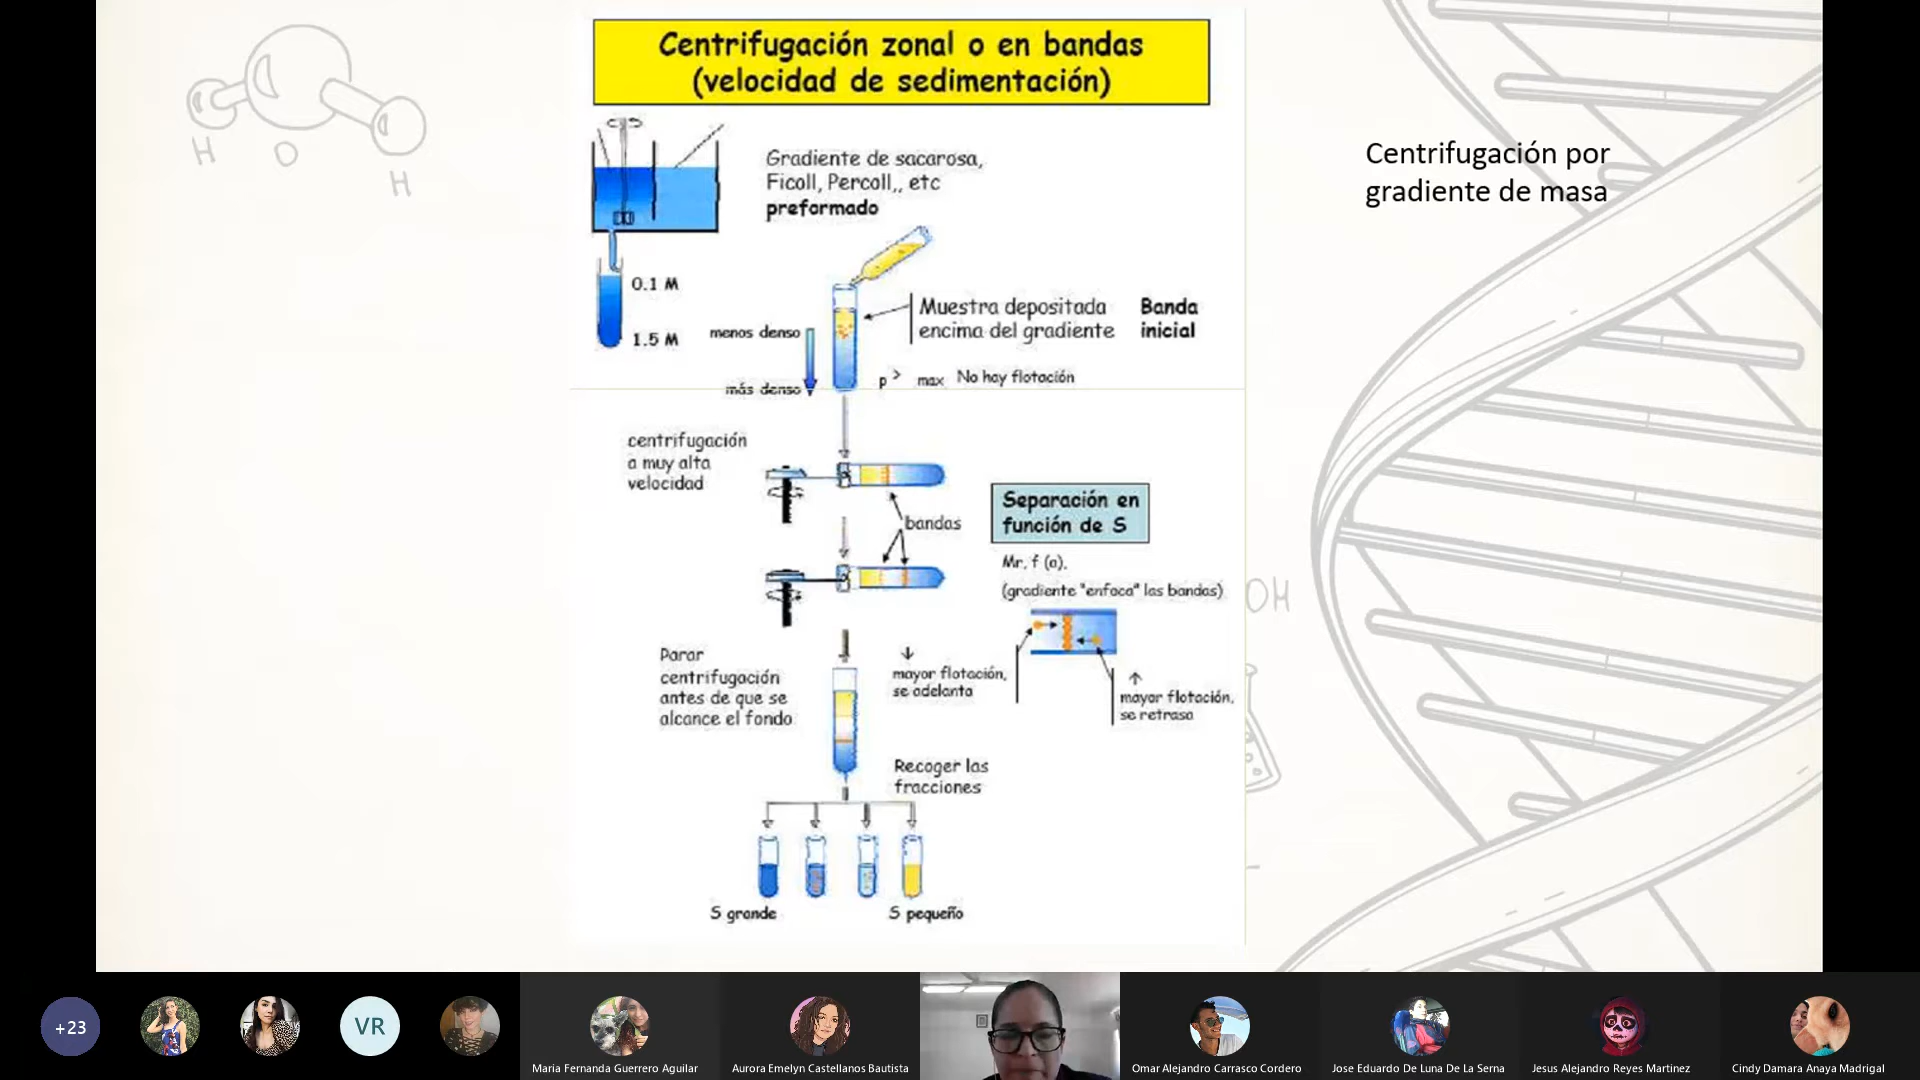 Centrifugación zonal o en bandas
(velocidad de sedimentación)
H
O
H
Gradiente de sacarosa,
Ficoll, Percoll,, etc
preformado
Centrifugación por
gradiente de masa
0.1 M
1.5 M
menos denso
más denso
Muestra depositada
encima del gradiente
Banda
inicial
p > max No hay flotación
centrifugación
a muy alta
velocidad
bandas
Separación en
función de S
Mr, f (a),
(gradiente "enfoca" las bandas)
OH
Parar
centrifugación
antes de que se
alcance el fondo
↓
mayor flotación,
se adelanta
↑
mayor flotación,
se retrasa
Recoger las
fracciones
S grande
S pequeño
+23
VR
Maria Fernanda Guerrero Aguilar
Aurora Emelyn Castellanos Bautista
Omar Alejandro Carrasco Cordero
Jose Eduardo De Luna De La Serna
Jesus Alejandro Reyes Martinez
Cindy Damara Anaya Madrigal